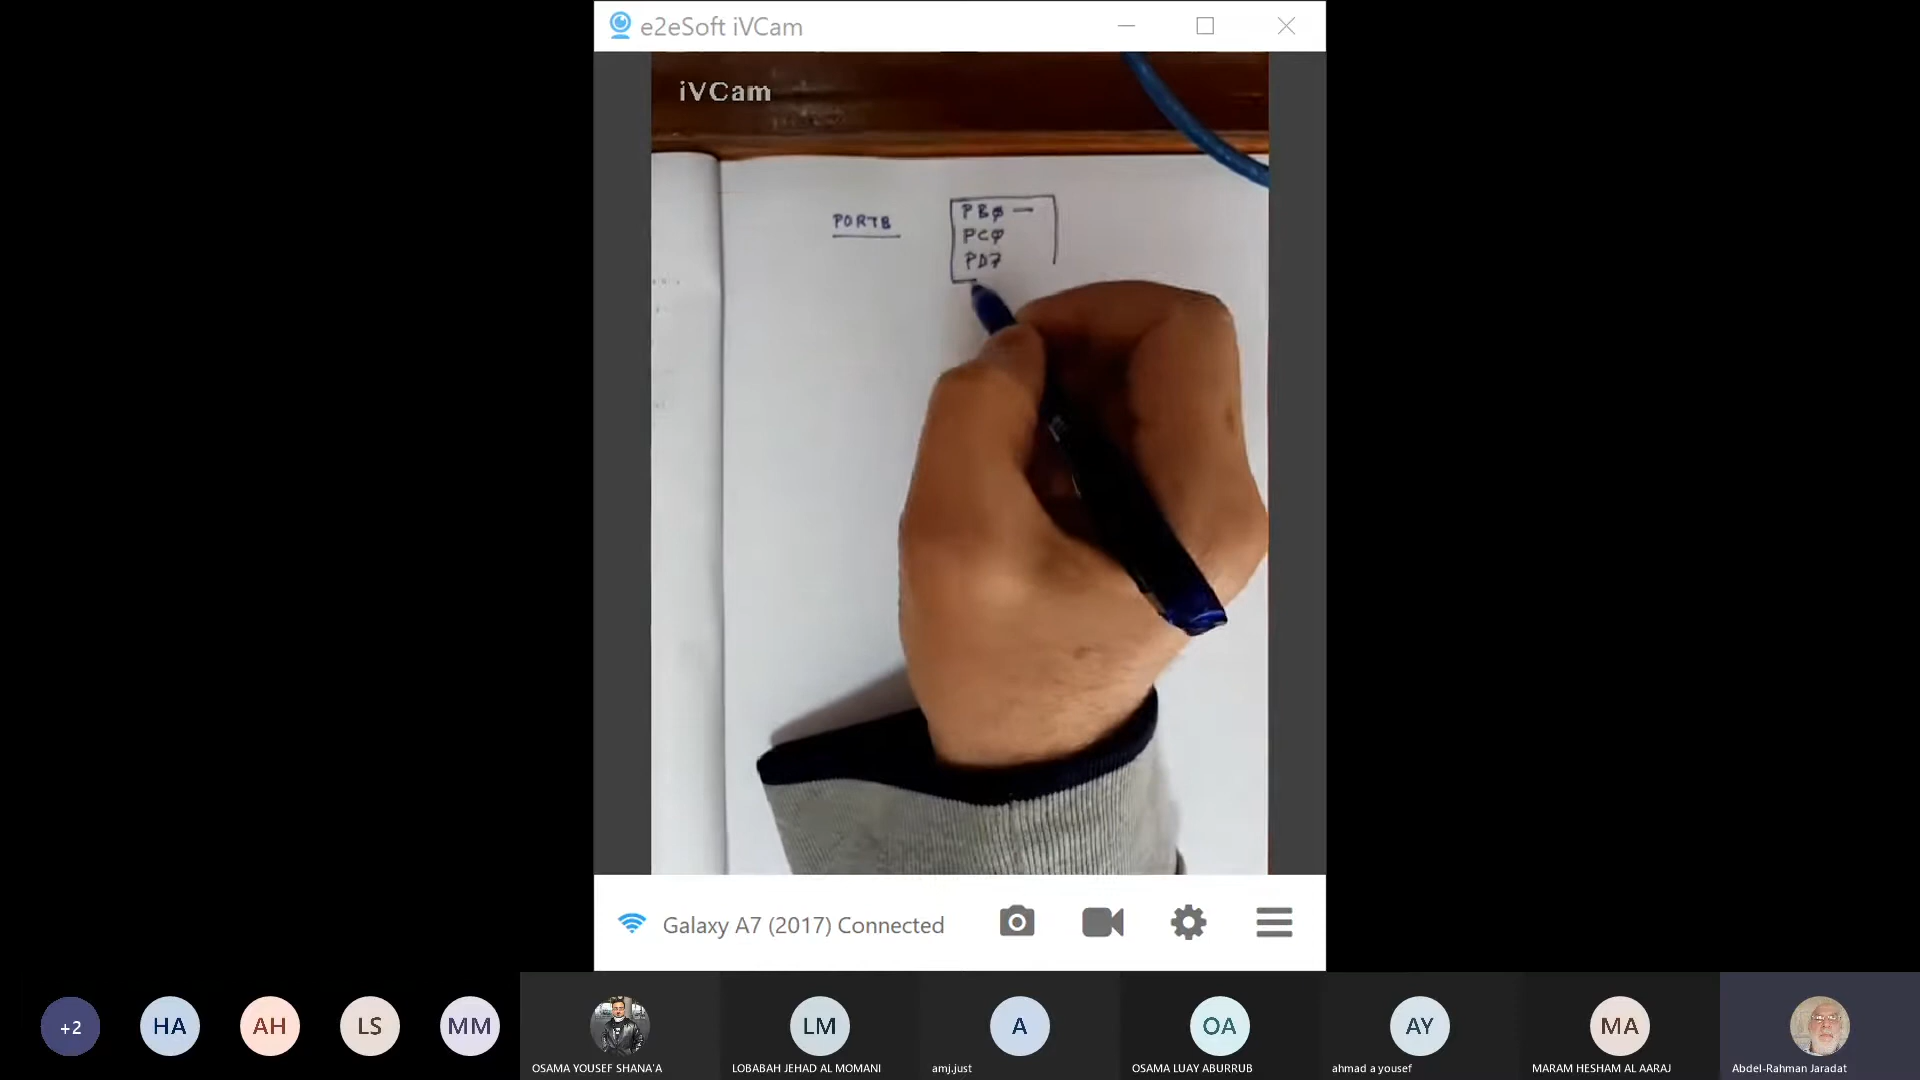 e2eSoft iVCam
iVCam
PORTB
PBØ —
PCØ
PD7
Galaxy A7 (2017) Connected
+2
HA
AH
LS
MM
LM
A
OA
AY
MA
OSAMA YOUSEF SHANA'A
LOBABAH JEHAD AL MOMANI
amj.just
OSAMA LUAY ABURRUB
ahmad a yousef
MARAM HESHAM AL AARAJ
Abdel-Rahman Jaradat